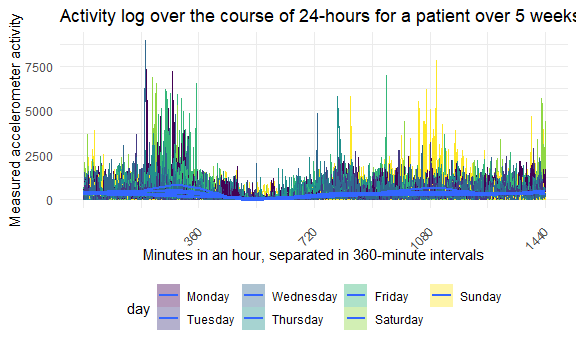 Activity log over the course of 24-hours for a patient over 5 weeks
Measured accelerometer activity
7500
5000
2500
0
360
720
1080
1440
Minutes in an hour, separated in 360-minute intervals
day
Monday
Wednesday
Friday
Sunday
Tuesday
Thursday
Saturday